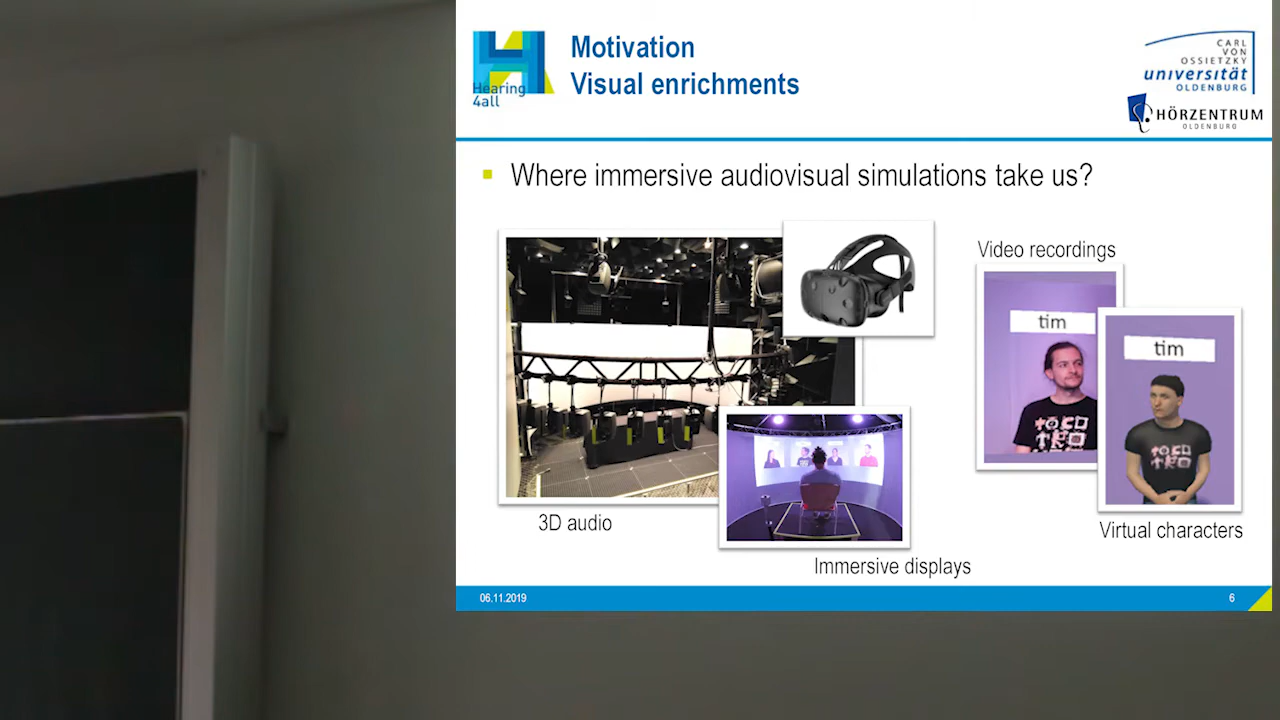 Motivation
Visual enrichments
Hearing
4all
CARL
VON
OSSIETZKY
universität
OLDENBURG
HÖRZENTRUM
OLDENBURG
Where immersive audiovisual simulations take us?
Video recordings
tim
tim
3D audio
Virtual characters
Immersive displays
06.11.2019
6